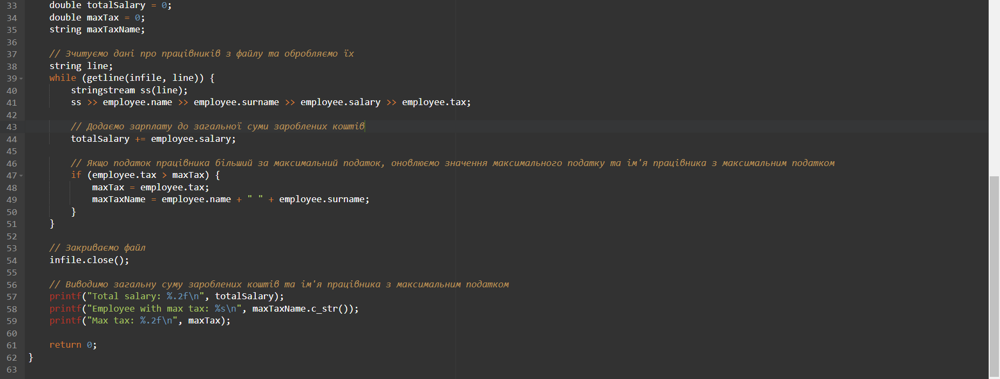 33 double totalSalary = 0;
34 double maxTax = 0;
35 string maxTaxName;
36
37 // Зчитуємо дані про працівників з файлу та обробляємо їх
38 string line;
39 while (getline(infile, line)) {
40 stringstream ss(line);
41 ss >> employee.name >> employee.surname >> employee.salary >> employee.tax;
42
43 // Додаємо зарплату до загальної суми зароблених коштів
44 totalSalary += employee.salary;
45
46 // Якщо податок працівника більший за максимальний податок, оновлюємо значення максимального податку та ім'я працівника з максимальним податком
47 if (employee.tax > maxTax) {
48 maxTax = employee.tax;
49 maxTaxName = employee.name + " " + employee.surname;
50 }
51 }
52
53 // Закриваємо файл
54 infile.close();
55
56 // Виводимо загальну суму зароблених коштів та ім'я працівника з максимальним податком
57 printf("Total salary: %.2f\n", totalSalary);
58 printf("Employee with max tax: %s\n", maxTaxName.c_str());
59 printf("Max tax: %.2f\n", maxTax);
60
61 return 0;
62 }
63